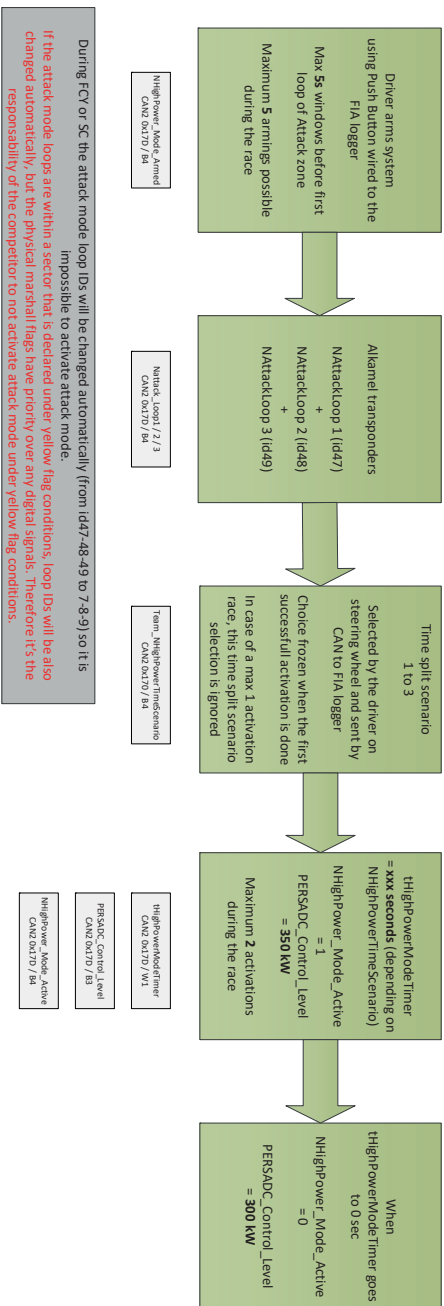 Driver arms system
using Push Button wired to the
FIA logger
Max 5s windows before first
loop of Attack zone
Maximum 5 armings possible
during the race
NHighPower_Mode_Armed
CAN2 0x17D / B4
Alkamel transponders
NAttackLoop 1 (id47)
+
NAttackLoop 2 (id48)
+
NAttackLoop 3 (id49)
Nattack_Loop1 / 2 / 3
CAN2 0x17D / B4
Time split scenario
1 to 3
Selected by the driver on
steering wheel and sent by
CAN to FIA logger
Choice frozen when the first
successfull activation is done
In case of a max 1 activation
race, this time split scenario
selection is ignored
Team_NHighPowerTimeScenario
CAN2 0x170 / B4
tHighPowerModeTimer
= xxx seconds (depending on
NHighPowerTimeScenario)
NHighPower_Mode_Active
= 1
PERSADC_Control_Level
= 350 kW
Maximum 2 activations
during the race
tHighPowerModeTimer
CAN2 0x17D / W1
PERSADC_Control_Level
CAN2 0x17D / B3
NHighPower_Mode_Active
CAN2 0x17D / B4
When
tHighPowerModeTimer goes
to 0 sec
NHighPower_Mode_Active
= 0
PERSADC_Control_Level
= 300 kW
During FCY or SC the attack mode loop IDs will be changed automatically (from id47-48-49 to 7-8-9) so it is
impossible to activate attack mode.
If the attack mode loops are within a sector that is declared under yellow flag conditions, loop IDs will be also
changed automatically, but the physical marshall flags have priority over any digital signals. Therefore it's the
responsability of the competitor to not activate attack mode under yellow flag conditions.